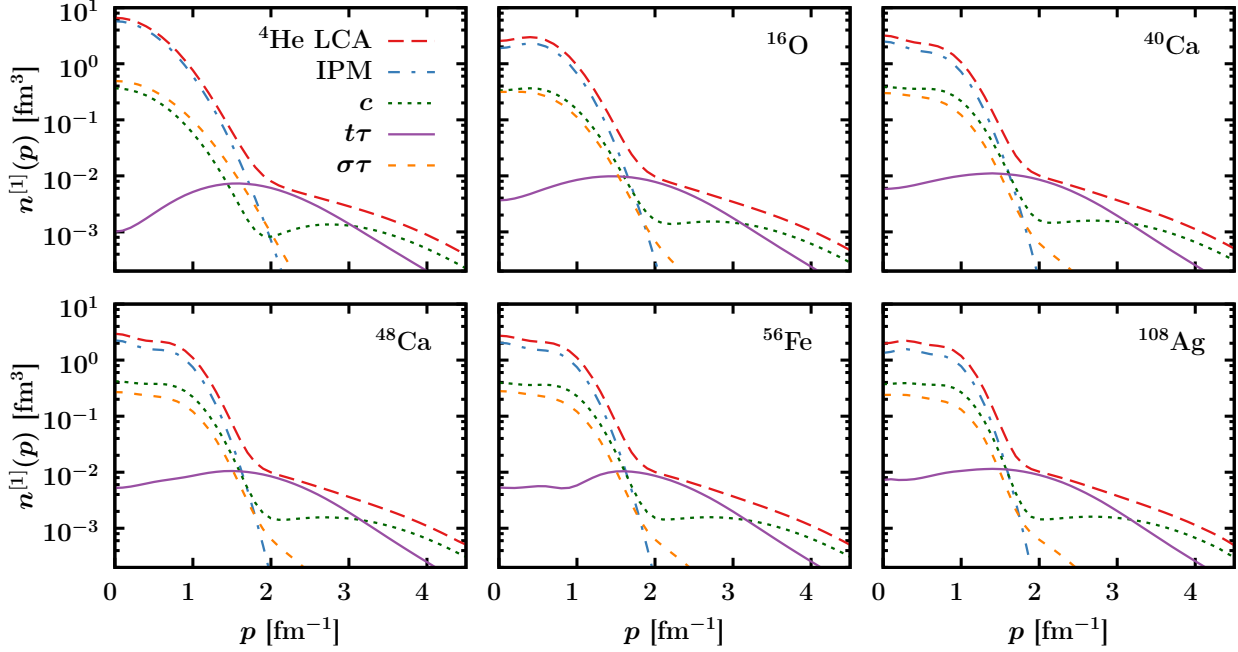 10¹
10⁰
10⁻¹
10⁻²
10⁻³
n^[1](p) [fm³]
⁴He LCA
IPM
c
tτ
στ
¹⁶O
⁴⁰Ca
10¹
10⁰
10⁻¹
10⁻²
10⁻³
n^[1](p) [fm³]
⁴⁸Ca
⁵⁶Fe
¹⁰⁸Ag
0 1 2 3 4
0 1 2 3 4
0 1 2 3 4
p [fm⁻¹]
p [fm⁻¹]
p [fm⁻¹]